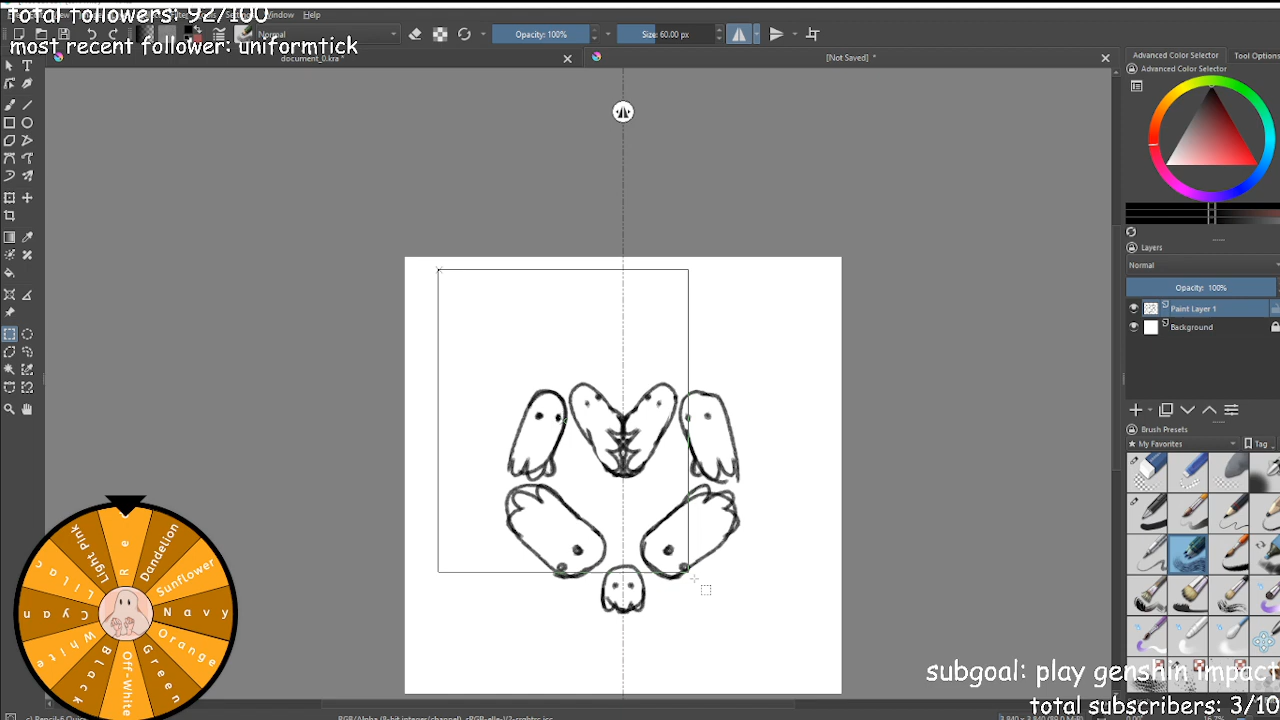 total followers: 92/100
Window Help
most recent follower: uniformtick
Normal
Opacity: 100%
Size: 60.00 px
document_0.kra *
[Not Saved] *
Advanced Color Selector
Tool Options
Advanced Color Selector
Layers
Normal
Opacity: 100%
Paint Layer 1
Background
Brush Presets
My Favorites
Tag
Re
Dandelion
Sunflower
Navy
Orange
Green
Off-White
Black
White
Cyan
Lilac
Light Pink
subgoal: play genshin impact
total subscribers: 3/10